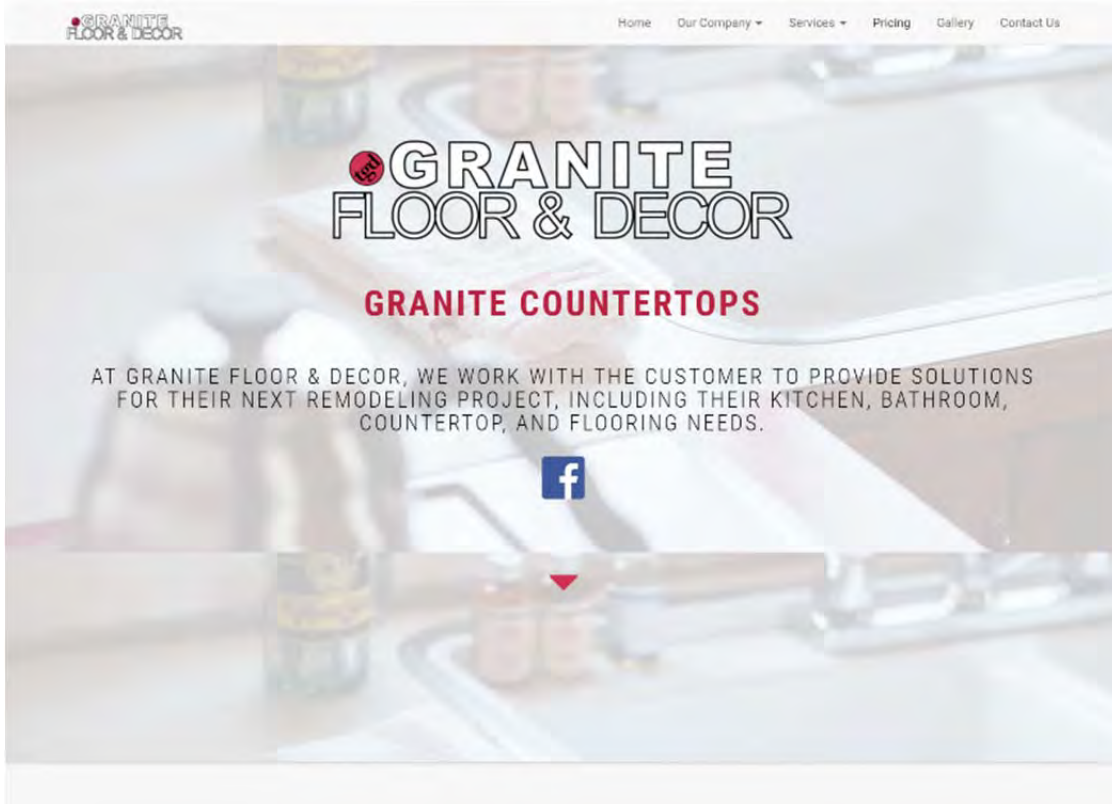 GRANITE
FLOOR & DECOR
Home Our Company Services Pricing Gallery Contact Us
tgd GRANITE
FLOOR & DECOR
GRANITE COUNTERTOPS
AT GRANITE FLOOR & DECOR, WE WORK WITH THE CUSTOMER TO PROVIDE SOLUTIONS
FOR THEIR NEXT REMODELING PROJECT, INCLUDING THEIR KITCHEN, BATHROOM,
COUNTERTOP, AND FLOORING NEEDS.
f